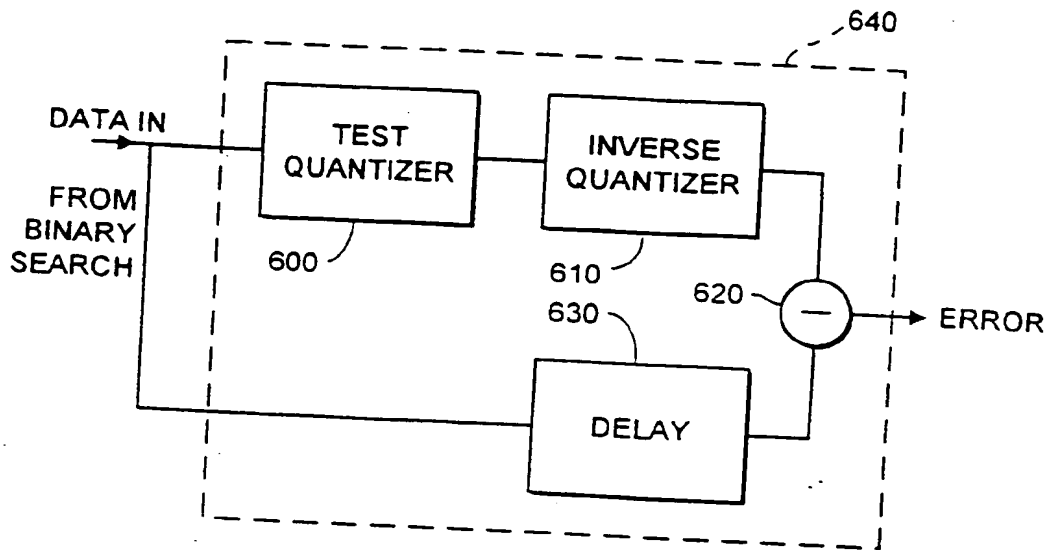 640
DATA IN
FROM
BINARY
SEARCH
TEST
QUANTIZER
600
INVERSE
QUANTIZER
610
620
−
ERROR
630
DELAY